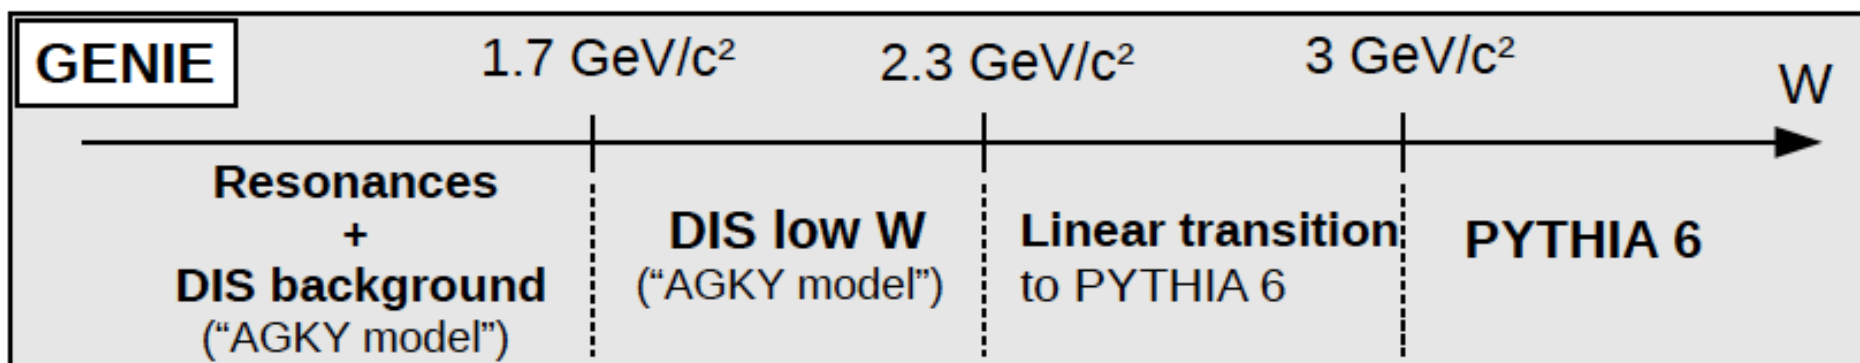 GENIE
1.7 GeV/c²
2.3 GeV/c²
3 GeV/c²
W
Resonances
+
DIS background
(“AGKY model”)
DIS low W
(“AGKY model”)
Linear transition
to PYTHIA 6
PYTHIA 6